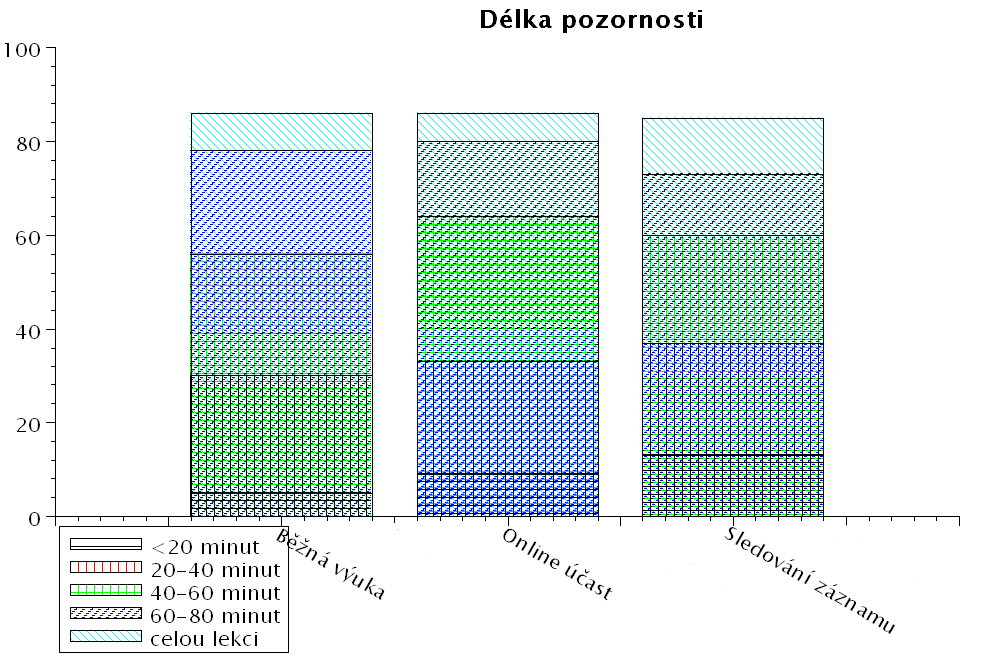 Délka pozornosti
100
80
60
40
20
0
Běžná výuka
Online účast
Sledování záznamu
<20 minut
20–40 minut
40–60 minut
60–80 minut
celou lekci